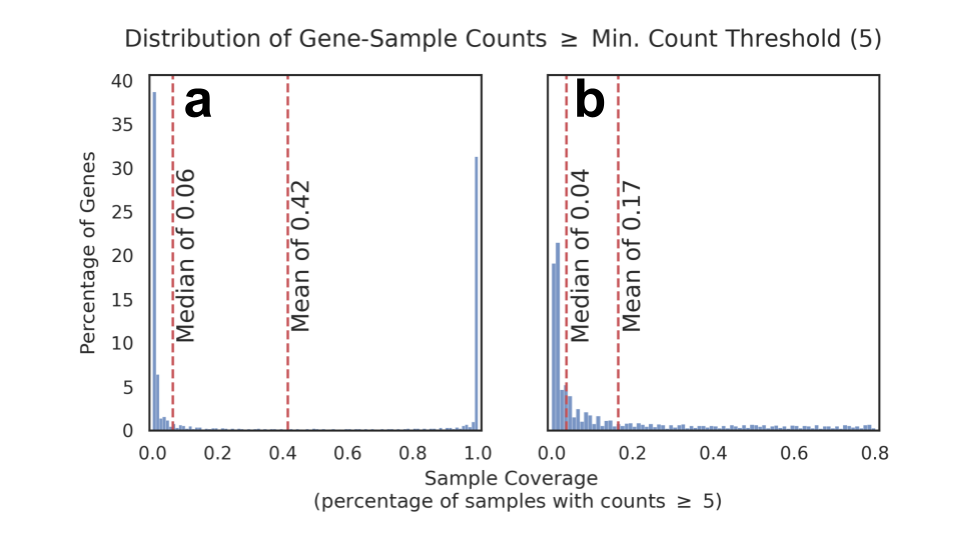 Distribution of Gene-Sample Counts ≥ Min. Count Threshold (5)
a
b
Percentage of Genes
40
35
30
25
20
15
10
5
0
Median of 0.06
Mean of 0.42
Median of 0.04
Mean of 0.17
0.0 0.2 0.4 0.6 0.8 1.0
0.0 0.2 0.4 0.6 0.8
Sample Coverage
(percentage of samples with counts ≥ 5)